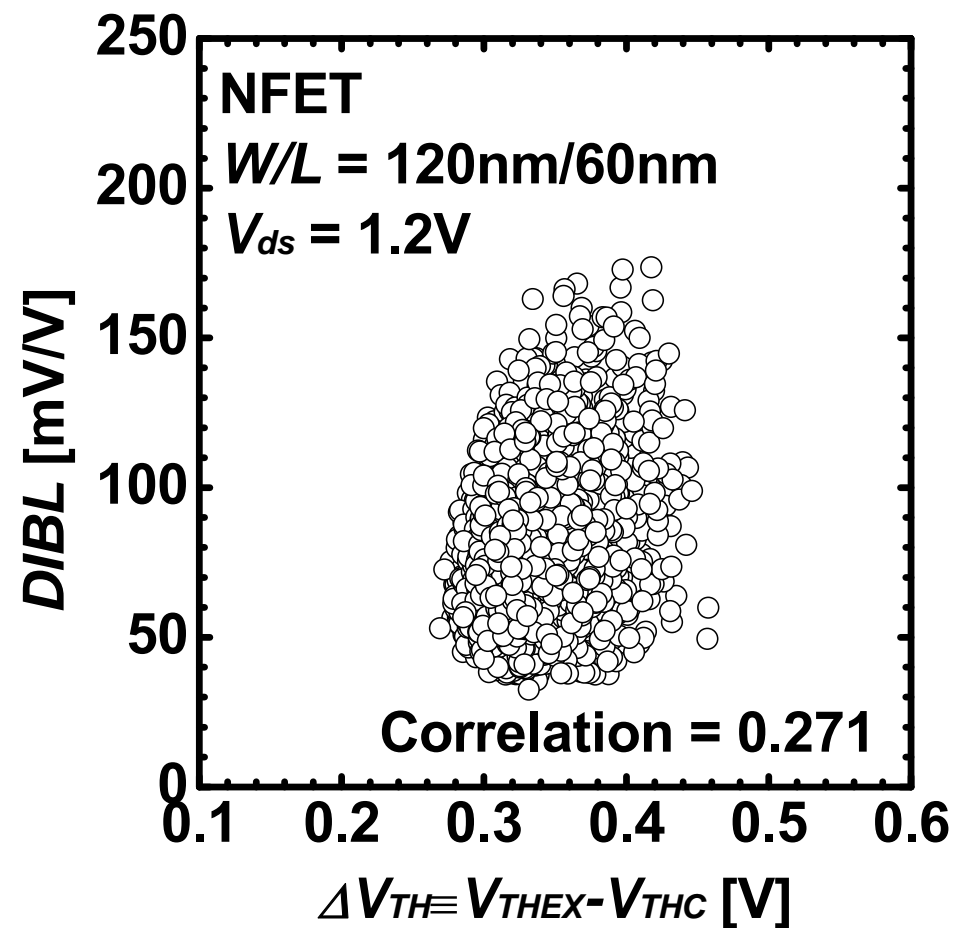 250
200
150
100
50
0
DIBL [mV/V]
NFET
W/L = 120nm/60nm
Vds = 1.2V
Correlation = 0.271
0.1 0.2 0.3 0.4 0.5 0.6
ΔVTH≡VTHEX-VTHC [V]